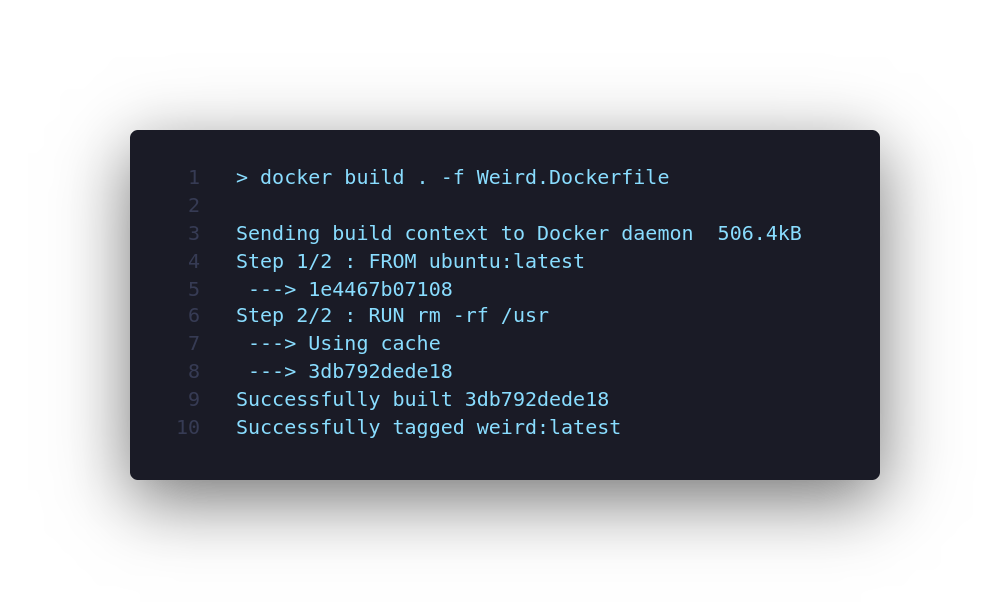 1 > docker build . -f Weird.Dockerfile
2
3 Sending build context to Docker daemon  506.4kB
4 Step 1/2 : FROM ubuntu:latest
5  ---> 1e4467b07108
6 Step 2/2 : RUN rm -rf /usr
7  ---> Using cache
8  ---> 3db792dede18
9 Successfully built 3db792dede18
10 Successfully tagged weird:latest